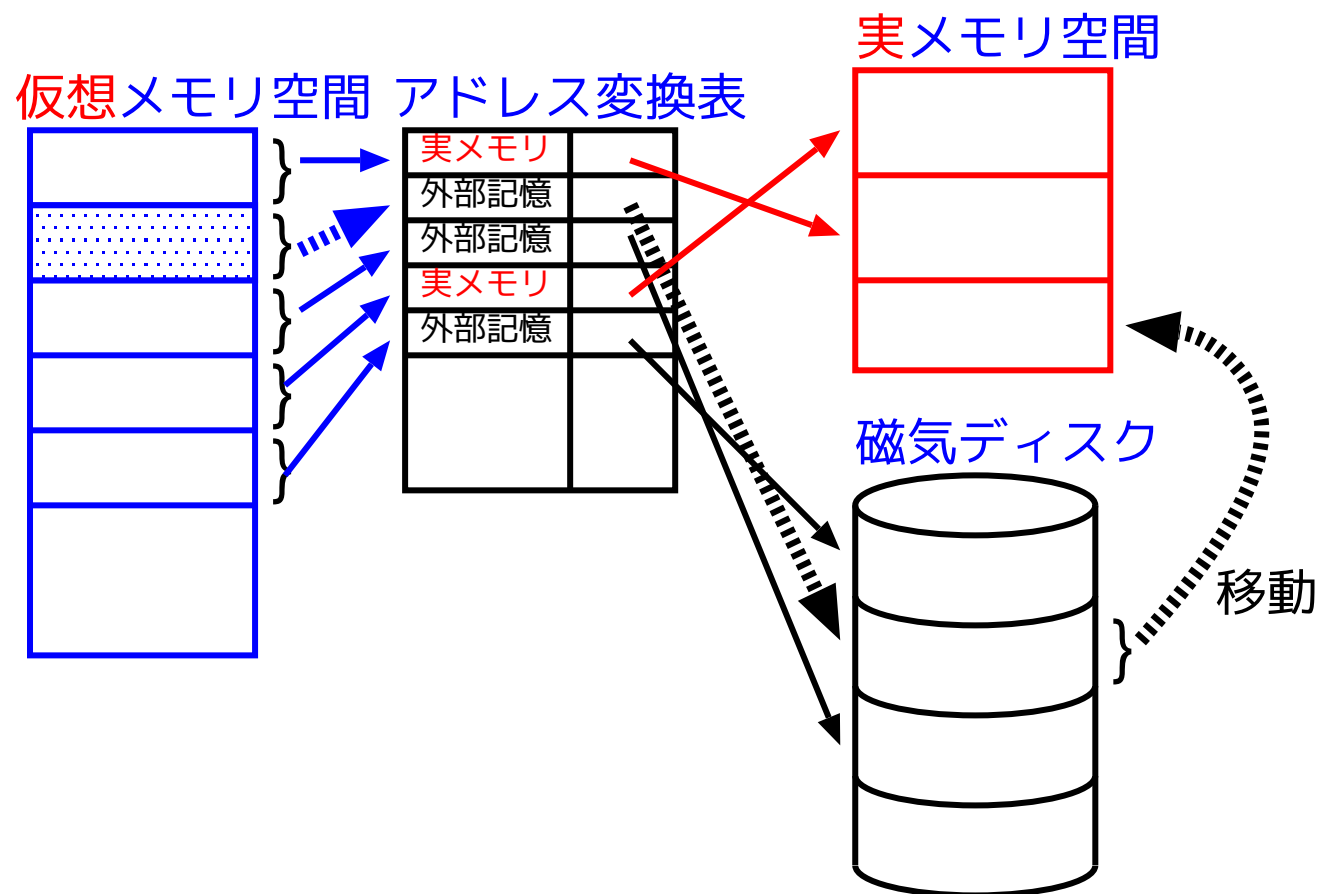 実メモリ空間
仮想メモリ空間
アドレス変換表
実メモリ
外部記憶
外部記憶
実メモリ
外部記憶
磁気ディスク
移動